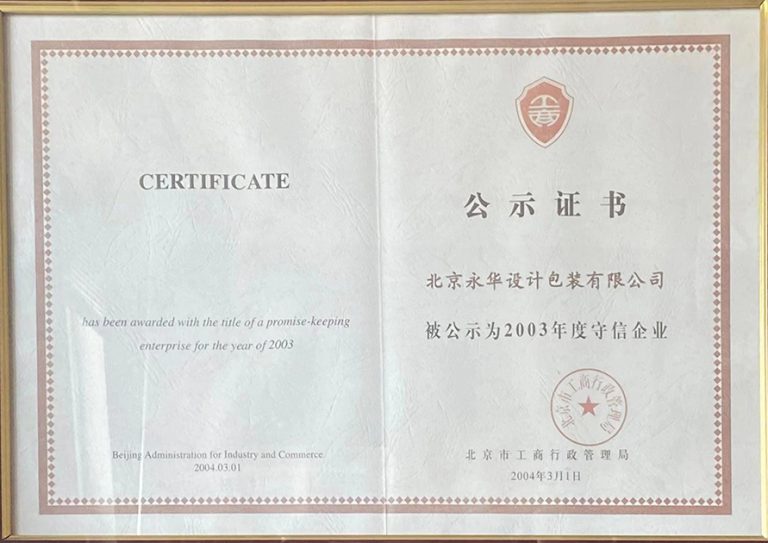 CERTIFICATE
has been awarded with the title of a promise-keeping
enterprise for the year of 2003
Beijing Administration for Industry and Commerce
2004.03.01
工商
公示证书
北京永华设计包装有限公司
被公示为2003年度守信企业
北京市工商行政管理局
北京市工商行政管理局
2004年3月1日